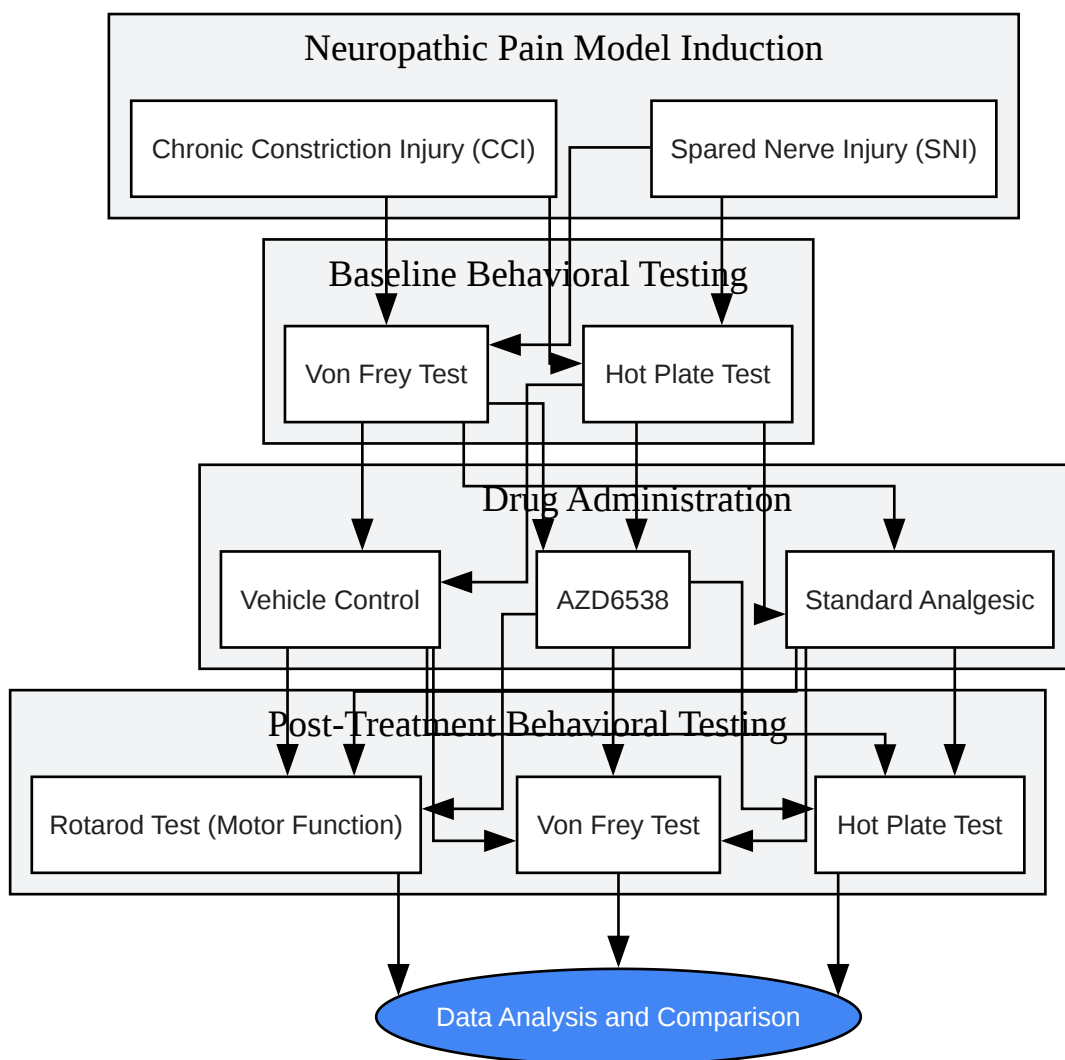 Neuropathic Pain Model Induction
Chronic Constriction Injury (CCI)
Spared Nerve Injury (SNI)
Baseline Behavioral Testing
Von Frey Test
Hot Plate Test
Drug Administration
Vehicle Control
AZD6538
Standard Analgesic
Post-Treatment Behavioral Testing
Rotarod Test (Motor Function)
Von Frey Test
Hot Plate Test
Data Analysis and Comparison